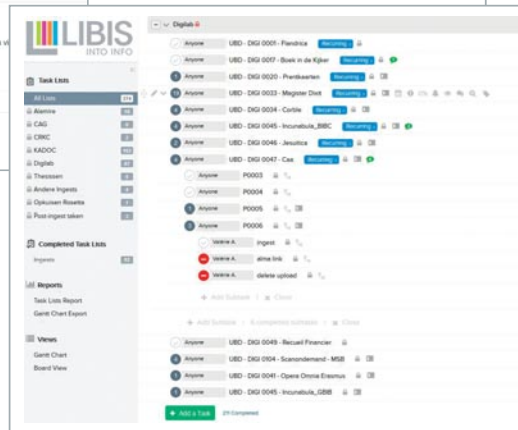 LIBIS
INTO INFO
Task Lists
All Lists
Alamire
CAG
CRKC
KADOC
Digilab
Thesissen
Andere Ingests
Opkuisen Rosetta
Post-ingest taken
Completed Task Lists
Ingests
Reports
Task Lists Report
Gantt Chart Export
Views
Gantt Chart
Board View
Digilab
Anyone UBD - DIGI 0001 - Flandrica Recurring
Anyone UBD - DIGI 0017 - Boek in de Kijker Recurring
Anyone UBD - DIGI 0020 - Prentkaarten Recurring
Anyone UBD - DIGI 0033 - Magister Dixit Recurring
Anyone UBD - DIGI 0034 - Corble Recurring
Anyone UBD - DIGI 0045 - Incunabula_BIBC Recurring
Anyone UBD - DIGI 0046 - Jesuitica Recurring
Anyone UBD - DIGI 0047 - Caa Recurring
Anyone P0003
Anyone P0004
Anyone P0005
Anyone P0006
Valérie A. ingest
Valérie A. alma link
Valérie A. delete upload
Add Subtask Close
Add Subtask 6 completed subtasks Close
Anyone UBD - DIGI 0049 - Recueil Financier
Anyone UBD - DIGI 0104 - Scanondemand - MSB
Anyone UBD - DIGI 0041 - Opera Omnia Erasmus
Anyone UBD - DIGI 0045 - Incunabula_GBIB
Add a Task Completed